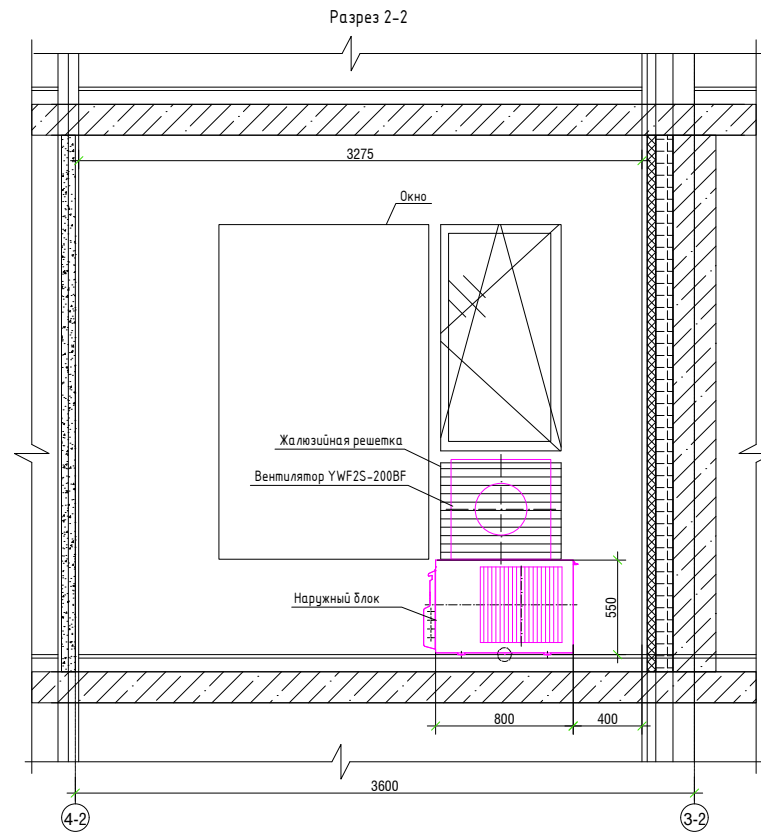 Разрез 2-2
3275
Окно
Жалюзийная решетка
Вентилятор YWF2S-200BF
Наружный блок
550
800
400
3600
4-2
3-2